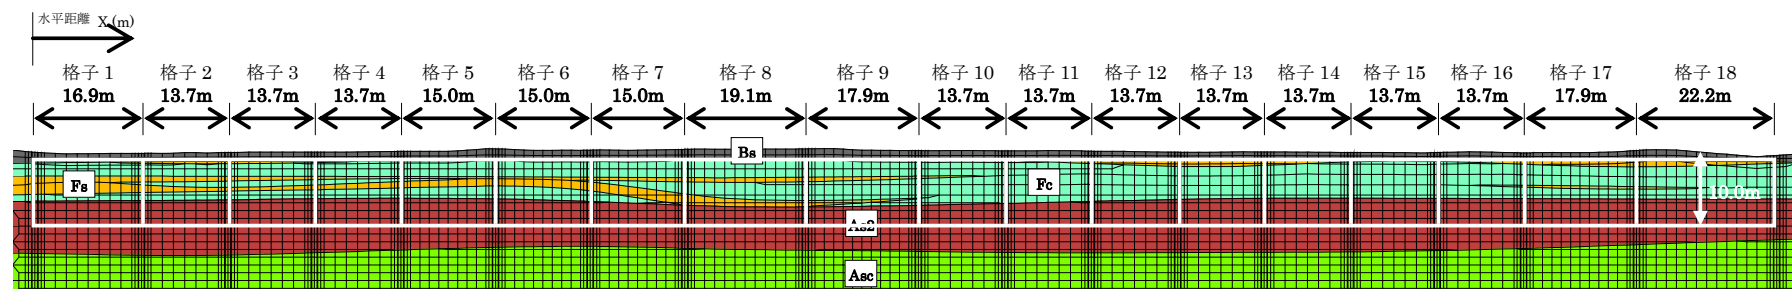 水平距離 X (m)
格子 1 格子 2 格子 3 格子 4 格子 5 格子 6 格子 7 格子 8 格子 9 格子 10 格子 11 格子 12 格子 13 格子 14 格子 15 格子 16 格子 17 格子 18
16.9m 13.7m 13.7m 13.7m 15.0m 15.0m 15.0m 19.1m 17.9m 13.7m 13.7m 13.7m 13.7m 13.7m 13.7m 13.7m 17.9m 22.2m
Bs
Fs
Fc
10.0m
As2
Asc